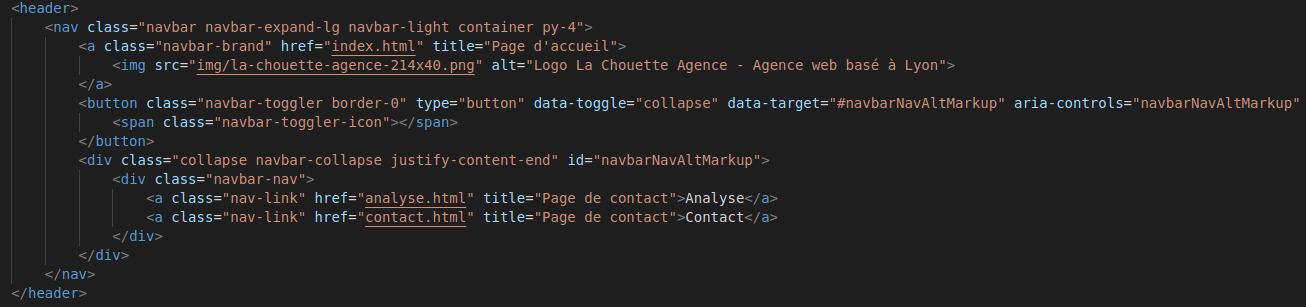 <header>
<nav class="navbar navbar-expand-lg navbar-light container py-4">
<a class="navbar-brand" href="index.html" title="Page d'accueil">
<img src="img/la-chouette-agence-214x40.png" alt="Logo La Chouette Agence - Agence web basé à Lyon">
</a>
<button class="navbar-toggler border-0" type="button" data-toggle="collapse" data-target="#navbarNavAltMarkup" aria-controls="navbarNavAltMarkup"
<span class="navbar-toggler-icon"></span>
</button>
<div class="collapse navbar-collapse justify-content-end" id="navbarNavAltMarkup">
<div class="navbar-nav">
<a class="nav-link" href="analyse.html" title="Page de contact">Analyse</a>
<a class="nav-link" href="contact.html" title="Page de contact">Contact</a>
</div>
</div>
</nav>
</header>